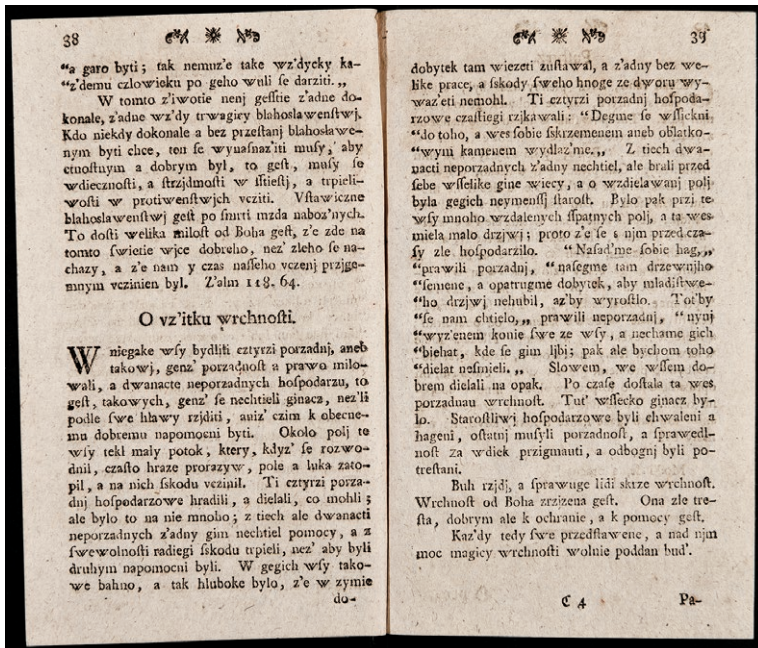 38
“a garo byti; tak nemuz'e take wz'dycky ka-
“z'demu czlowieku po geho wuli se darziti.„
W tomto z'iwotie nenj gesstie z'adne do-
konale, z'adne wz'dy trwagicy blahoslawenstwj.
Kdo niekdy dokonale a bez przestanj blahoslawe-
nym byti chce, ten se wynasnaz'iti musy, aby
ctnostnym a dobrym byl, to gest, musy se
wdiecznosti, a strzjdmosti w sstiestj, a trpieli-
wosti w protiwenstwjch vcziti. Vstawiczne
blahoslawenstwj gest po smrti mzda naboz'nych.
To dosti welika milost od Boha gest, z'e zde na
tomto swietie wjce dobreho, nez' zleho se na-
chazy, a z'e nam y czas nasseho vczenj przjge-
mnym vczinien byl. Z'alm 118. 64.
O vz'itku wrchnosti.
W niegake wsy bydliti cztyrzi porzadnj, aneb
takowj, genz' porzadnost a prawo milo-
wali, a dwanacte neporzadnych hospodarzu, to
gest, takowych, genz' se nechtieli ginacz, nez'li
podle swe hlawy rzjditi, aniz' czim k obecne-
mu dobremu napomocni byti. Okolo polj te
wsy tekl maly potok, ktery, kdyz' se rozwo-
dnil, czasto hraze prorazyw, pole a luka zato-
pil, a na nich sskodu vczinil. Ti cztyrzi porza-
dnj hospodarzowe hradili, a dielali, co mohli;
ale bylo to na nie mnoho; z tiech ale dwanacti
neporzadnych z'adny gim nechtiel pomocy, a z
swewolnosti radiegi sskodu trpieli, nez' aby byli
druhym napomocni byli. W gegich wsy tako-
we bahno, a tak hluboke bylo, z'e w zymie
do-
39
dobytek tam wiezeti zustawal, a z'adny bez we-
like prace, a sskody sweho hnoge ze dworu wy-
waz'eti nemohl. Ti cztyrzi porzadnj hospoda-
rzowe czastiegi rzjkawali: “Degme se wssickni
“do toho, a wes sobie sskrzemenem aneb oblatko-
“wym kamenem wydlaz'me.„ Z tiech dwa-
nacti neporzadnych z'adny nechtiel, ale brali przed
sebe wsselike gine wiecy, a o wzdielawanj polj
byla gegich neymenssj starost. Bylo pak przi te
wsy mnoho wzdalenych sspatnych polj, a ta wes
miela malo drzjwj; proto z'e se s njm przed cza-
sy zle hospodarzilo. “Nasad'me sobie hag,„
“prawili porzadnj, “nasegme tam drzewnjho
“semene, a opatrugme dobytek, aby mladistwe-
“ho drzjwj nehubil, az'by wyrostlo. Tot'by
“se nam chtielo,„ prawili neporzadnj, “nynj
“wyz'enem konie swe ze wsy, a nechame gich
“biehat, kde se gim ljbj; pak ale bychom toho
“dielat nesmieli.„ Slowem, we wssem do-
brem dielali na opak. Po czase dostala ta wes
porzadnau wrchnost. Tut' wssecko ginacz by-
lo. Starostliwj hospodarzowe byli chwaleni a
hageni, ostatnj musyli porzadnost, a sprawedl-
nost za wdiek przigmauti, a odbognj byli po-
trestani.
Buh rzjdj, a sprawuge lidi skrze wrchnost.
Wrchnost od Boha zrzjzena gest. Ona zle tre-
sta, dobrym ale k ochranie, a k pomocy gest.
Kaz'dy tedy swe przedstawene, a nad njm
moc magicy wrchnosti wolnie poddan bud'.
C 4
Pa-